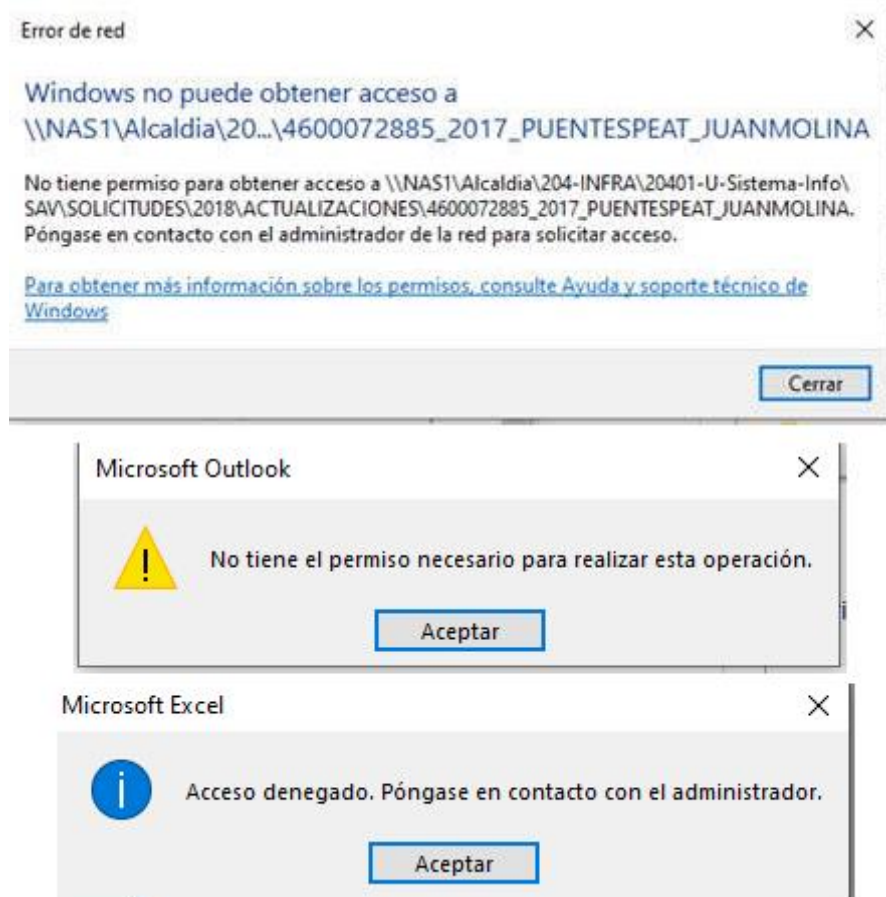 Error de red
Windows no puede obtener acceso a
\\NAS1\Alcaldia\20...\4600072885_2017_PUENTESPEAT_JUANMOLINA
No tiene permiso para obtener acceso a \\NAS1\Alcaldia\204-INFRA\20401-U-Sistema-Info\
SAV\SOLICITUDES\2018\ACTUALIZACIONES\4600072885_2017_PUENTESPEAT_JUANMOLINA.
Póngase en contacto con el administrador de la red para solicitar acceso.
Para obtener más información sobre los permisos, consulte Ayuda y soporte técnico de
Windows
Cerrar
Microsoft Outlook
No tiene el permiso necesario para realizar esta operación.
Aceptar
Microsoft Excel
Acceso denegado. Póngase en contacto con el administrador.
Aceptar